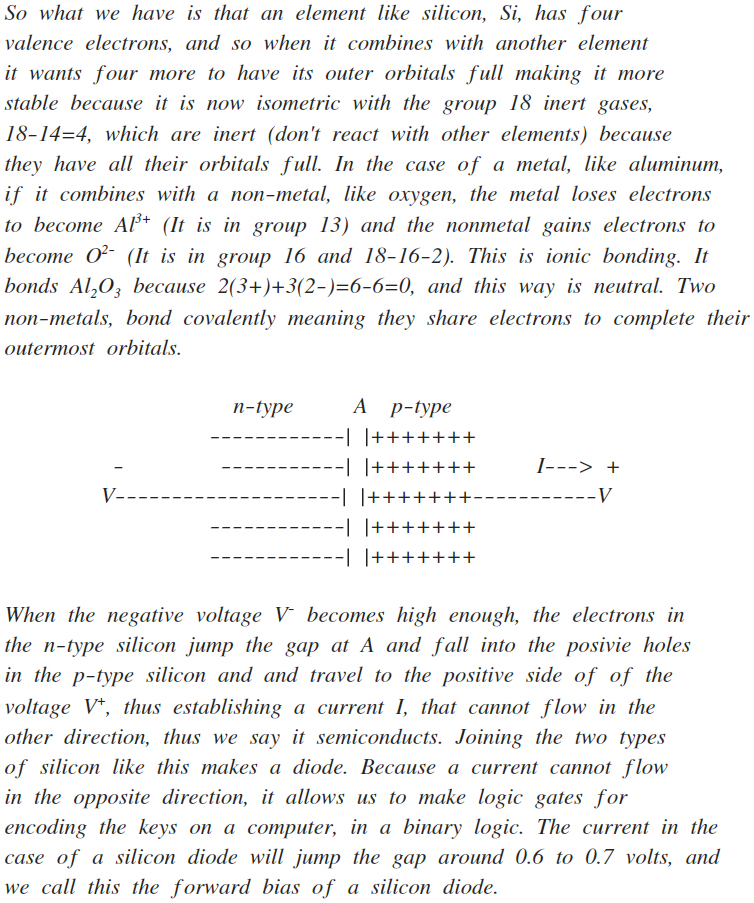 So what we have is that an element like silicon, Si, has four
valence electrons, and so when it combines with another element
it wants four more to have its outer orbitals full making it more
stable because it is now isometric with the group 18 inert gases,
18-14=4, which are inert (don't react with other elements) because
they have all their orbitals full. In the case of a metal, like aluminum,
if it combines with a non-metal, like oxygen, the metal loses electrons
to become Al³⁺ (It is in group 13) and the nonmetal gains electrons to
become O²⁻ (It is in group 16 and 18-16-2). This is ionic bonding. It
bonds Al₂O₃ because 2(3+)+3(2-)=6-6=0, and this way is neutral. Two
non-metals, bond covalently meaning they share electrons to complete their
outermost orbitals.
n-type A p-type
------------| |+++++++
- -----------| |+++++++ I---> +
V---------------------| |+++++++-----------V
------------| |+++++++
------------| |+++++++
When the negative voltage V⁻ becomes high enough, the electrons in
the n-type silicon jump the gap at A and fall into the posivie holes
in the p-type silicon and and travel to the positive side of of the
voltage V⁺, thus establishing a current I, that cannot flow in the
other direction, thus we say it semiconducts. Joining the two types
of silicon like this makes a diode. Because a current cannot flow
in the opposite direction, it allows us to make logic gates for
encoding the keys on a computer, in a binary logic. The current in the
case of a silicon diode will jump the gap around 0.6 to 0.7 volts, and
we call this the forward bias of a silicon diode.